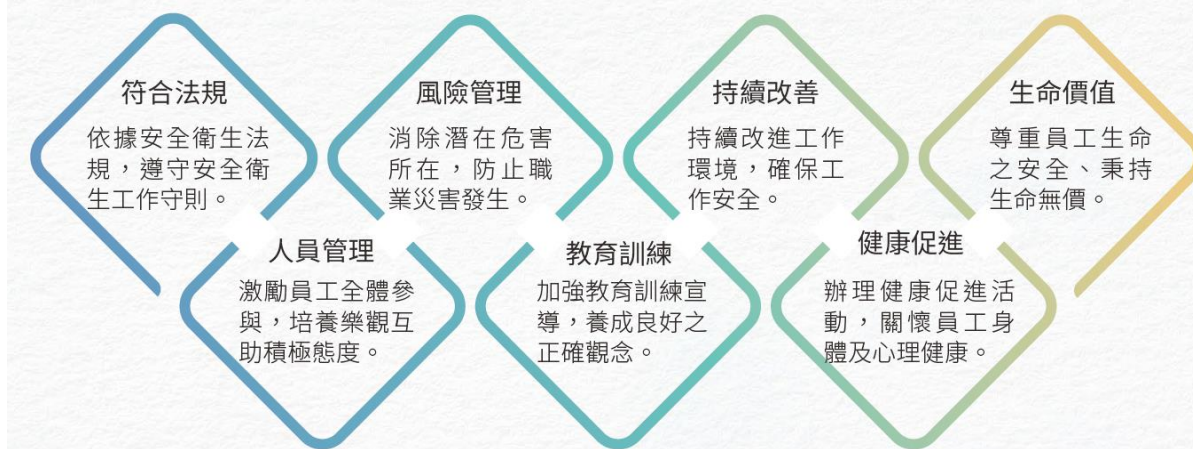 符合法規
依據安全衛生法
規，遵守安全衛
生工作守則。
人員管理
激勵員工全體參
與，培養樂觀互
助積極態度。
風險管理
消除潛在危害
所在，防止職
業災害發生。
教育訓練
加強教育訓練宣
導，養成良好之
正確觀念。
持續改善
持續改進工作
環境，確保工
作安全。
健康促進
辦理健康促進活
動，關懷員工身
體及心理健康。
生命價值
尊重員工生命
之安全、秉持
生命無價。